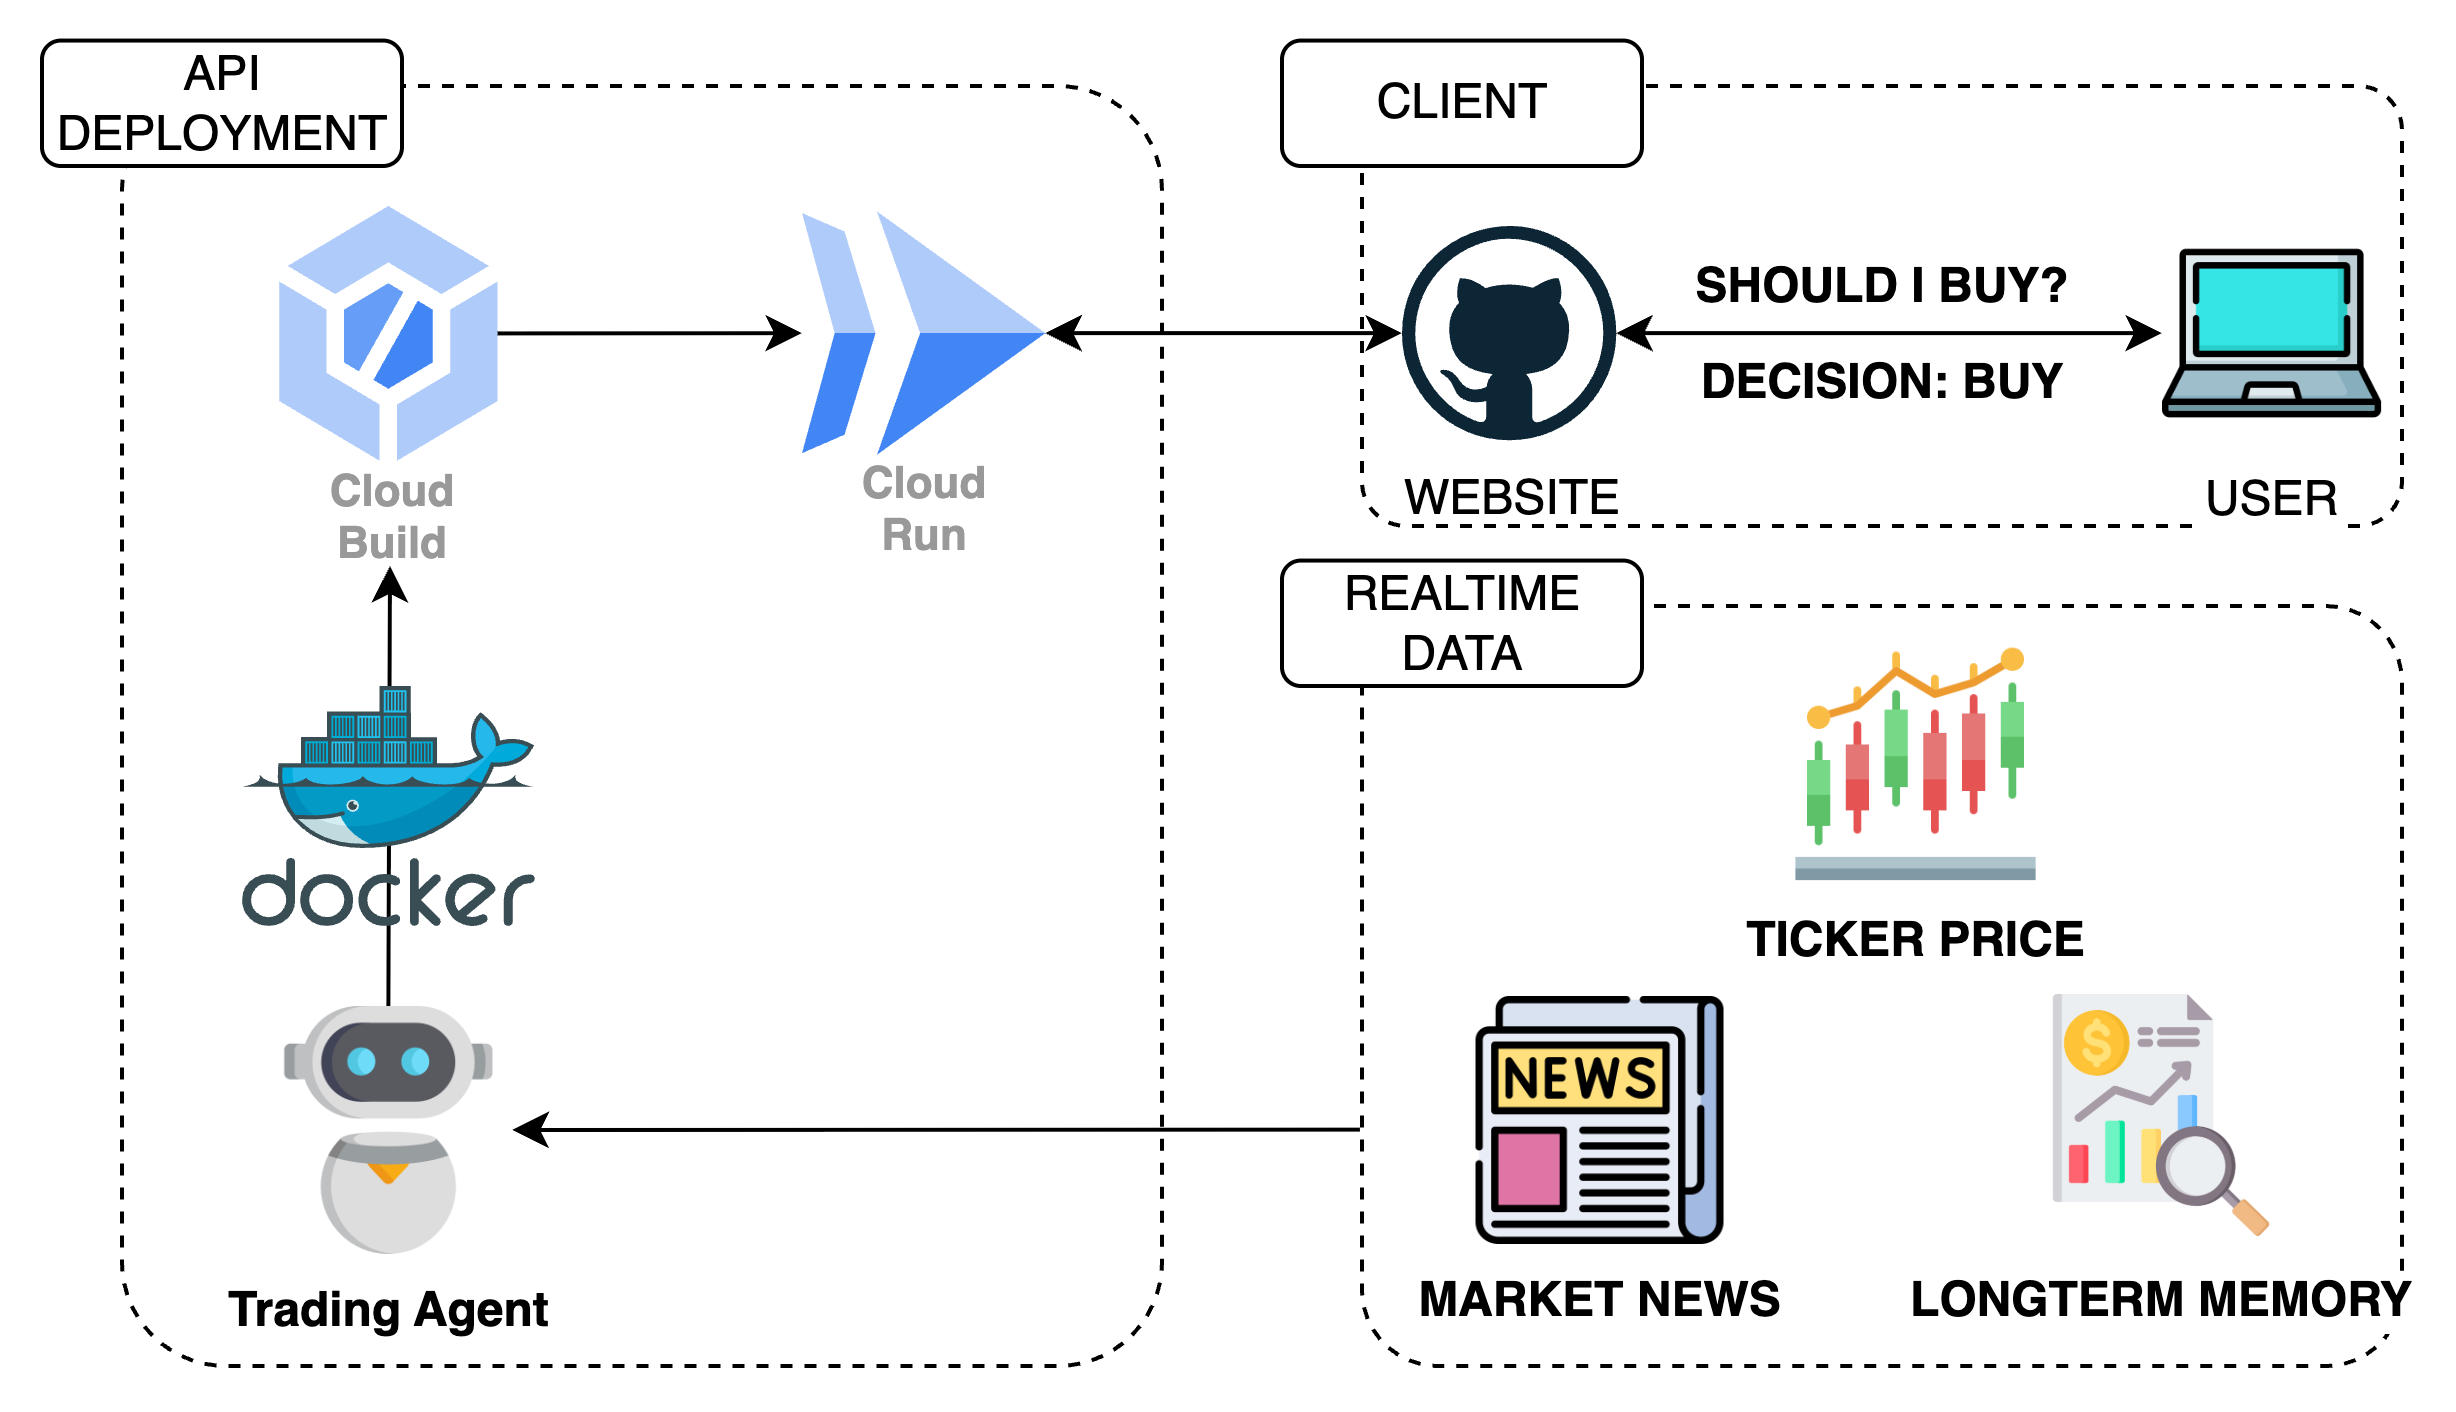 API
DEPLOYMENT
Cloud
Build
Cloud
Run
docker
Trading Agent
CLIENT
SHOULD I BUY?
DECISION: BUY
WEBSITE
USER
REALTIME
DATA
TICKER PRICE
NEWS
$
MARKET NEWS
LONGTERM MEMORY